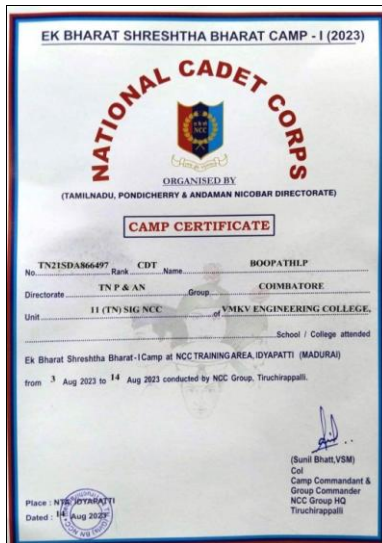 EK BHARAT SHRESHTHA BHARAT CAMP - I (2023)
NATIONAL CADET CORPS
NCC
ORGANISED BY
(TAMILNADU, PONDICHERRY & ANDAMAN NICOBAR DIRECTORATE)
CAMP CERTIFICATE
No. TN21SDA866497 Rank CDT Name BOOPATHI.P
Directorate TN P & AN Group COIMBATORE
Unit 11 (TN) SIG NCC of VMKV ENGINEERING COLLEGE,
School / College attended
Ek Bharat Shreshtha Bharat-I Camp at NCC TRAINING AREA, IDYAPATTI (MADURAI)
from 3 Aug 2023 to 14 Aug 2023 conducted by NCC Group, Tiruchirappalli.
(Sunil Bhatt,VSM)
Col
Camp Commandant &
Group Commander
NCC Group HQ
Tiruchirappalli
Place : NTA, IDYAPATTI
Dated : 14 Aug 2023